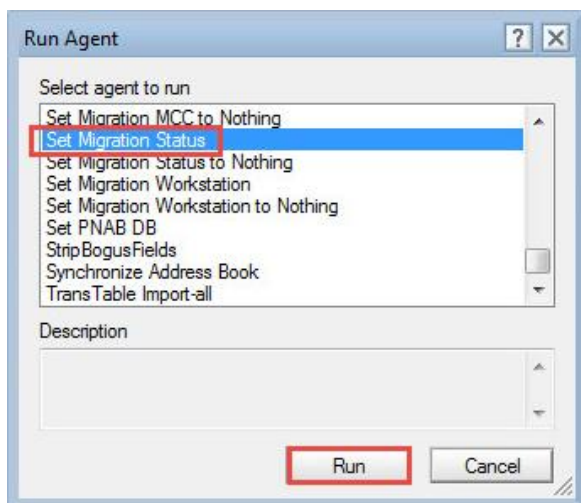 Run Agent
?
Select agent to run
Set Migration MCC to Nothing
Set Migration Status
Set Migration Status to Nothing
Set Migration Workstation
Set Migration Workstation to Nothing
Set PNAB DB
StripBogusFields
Synchronize Address Book
TransTable Import-all
Description
Run
Cancel